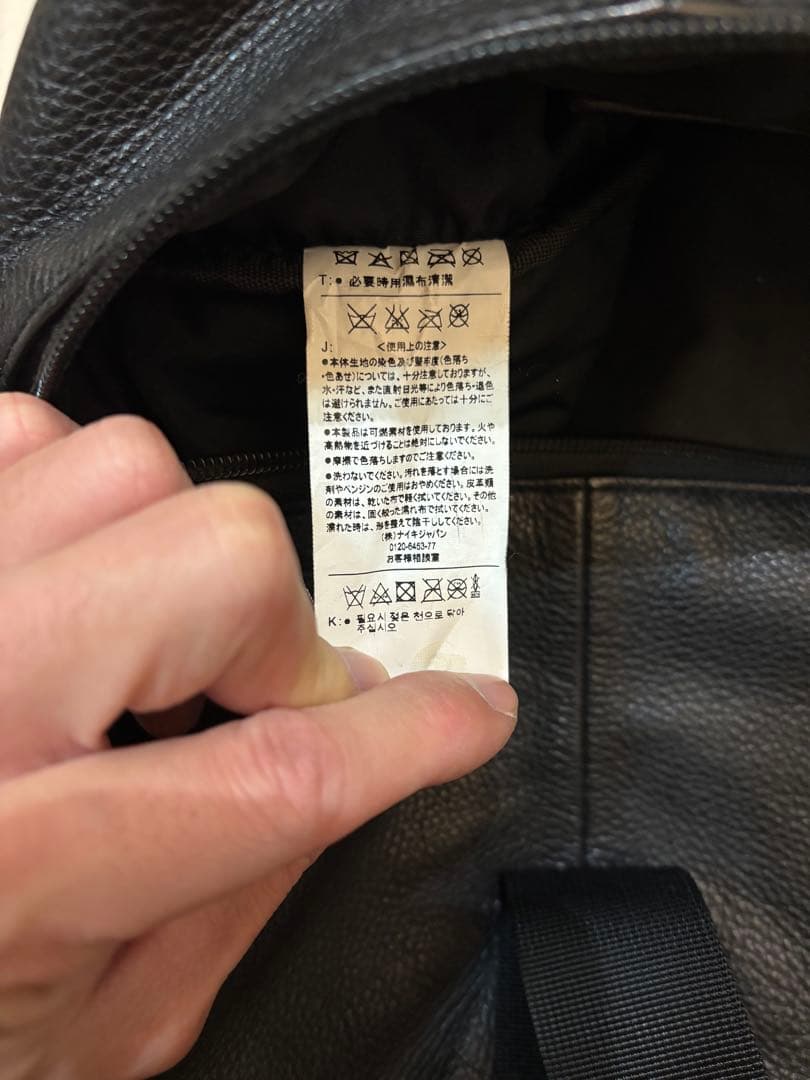 T:● 必要時用濕布清潔
J: <使用上の注意>
●本体生地の染色及び堅牢度(色落ち
・色あせ)については、十分注意しておりますが、
水・汗など、また直射日光等により色落ち・退色
は避けられません。ご使用にあたっては十分にご
注意ください。
●本製品は可燃素材を使用しております。火や
高熱物を近づけることは絶対にしないでください。
●摩擦で色落ちしますのでご注意ください。
●洗わないでください。汚れを落とす場合には洗
剤やベンジンのご使用はおやめください。皮革類
の素材は、乾いた布で軽く拭いてください。その他
の素材は、固く絞った濡れ布で拭いてください。
濡れた時は、形を整えて陰干ししてください。
(株)ナイキジャパン
0120-6453-77
お客様相談室
K:● 필요시 젖은 천으로 닦아
주십시오